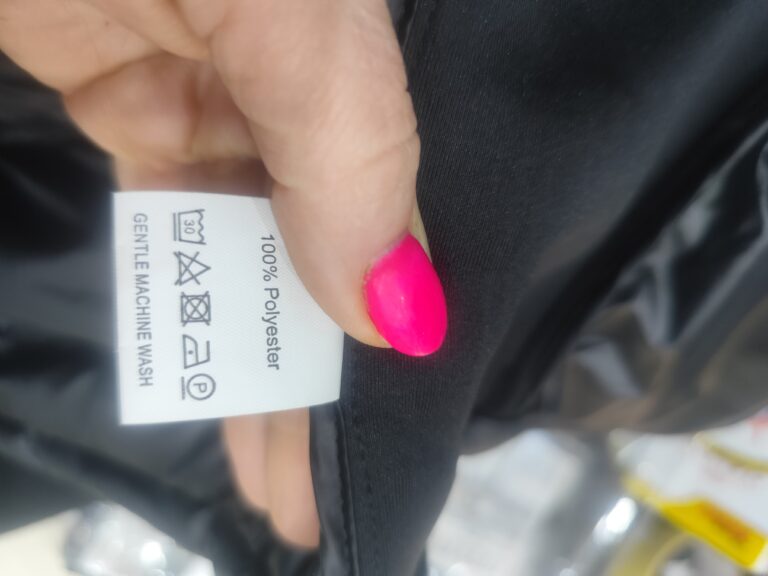 100% Polyester
30 P
GENTLE MACHINE WASH